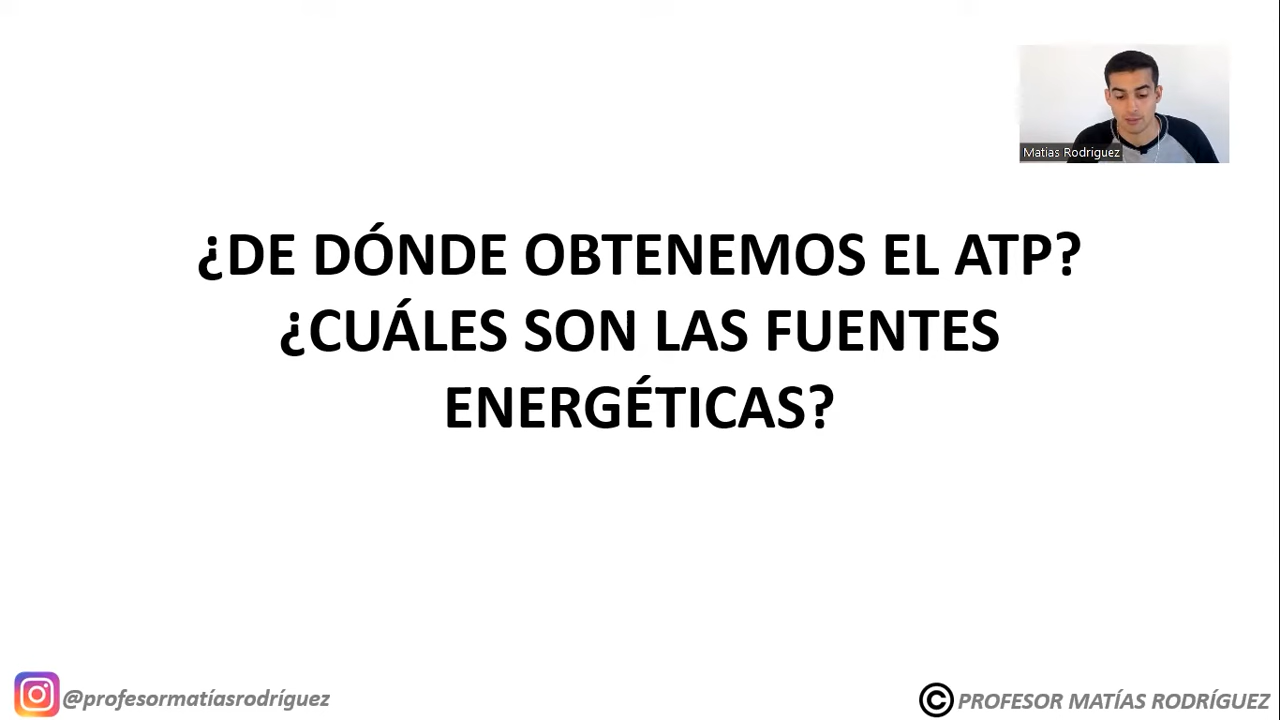 Matias Rodriguez
¿DE DÓNDE OBTENEMOS EL ATP?
¿CUÁLES SON LAS FUENTES
ENERGÉTICAS?
@profesormatíasrodríguez
© PROFESOR MATÍAS RODRÍGUEZ